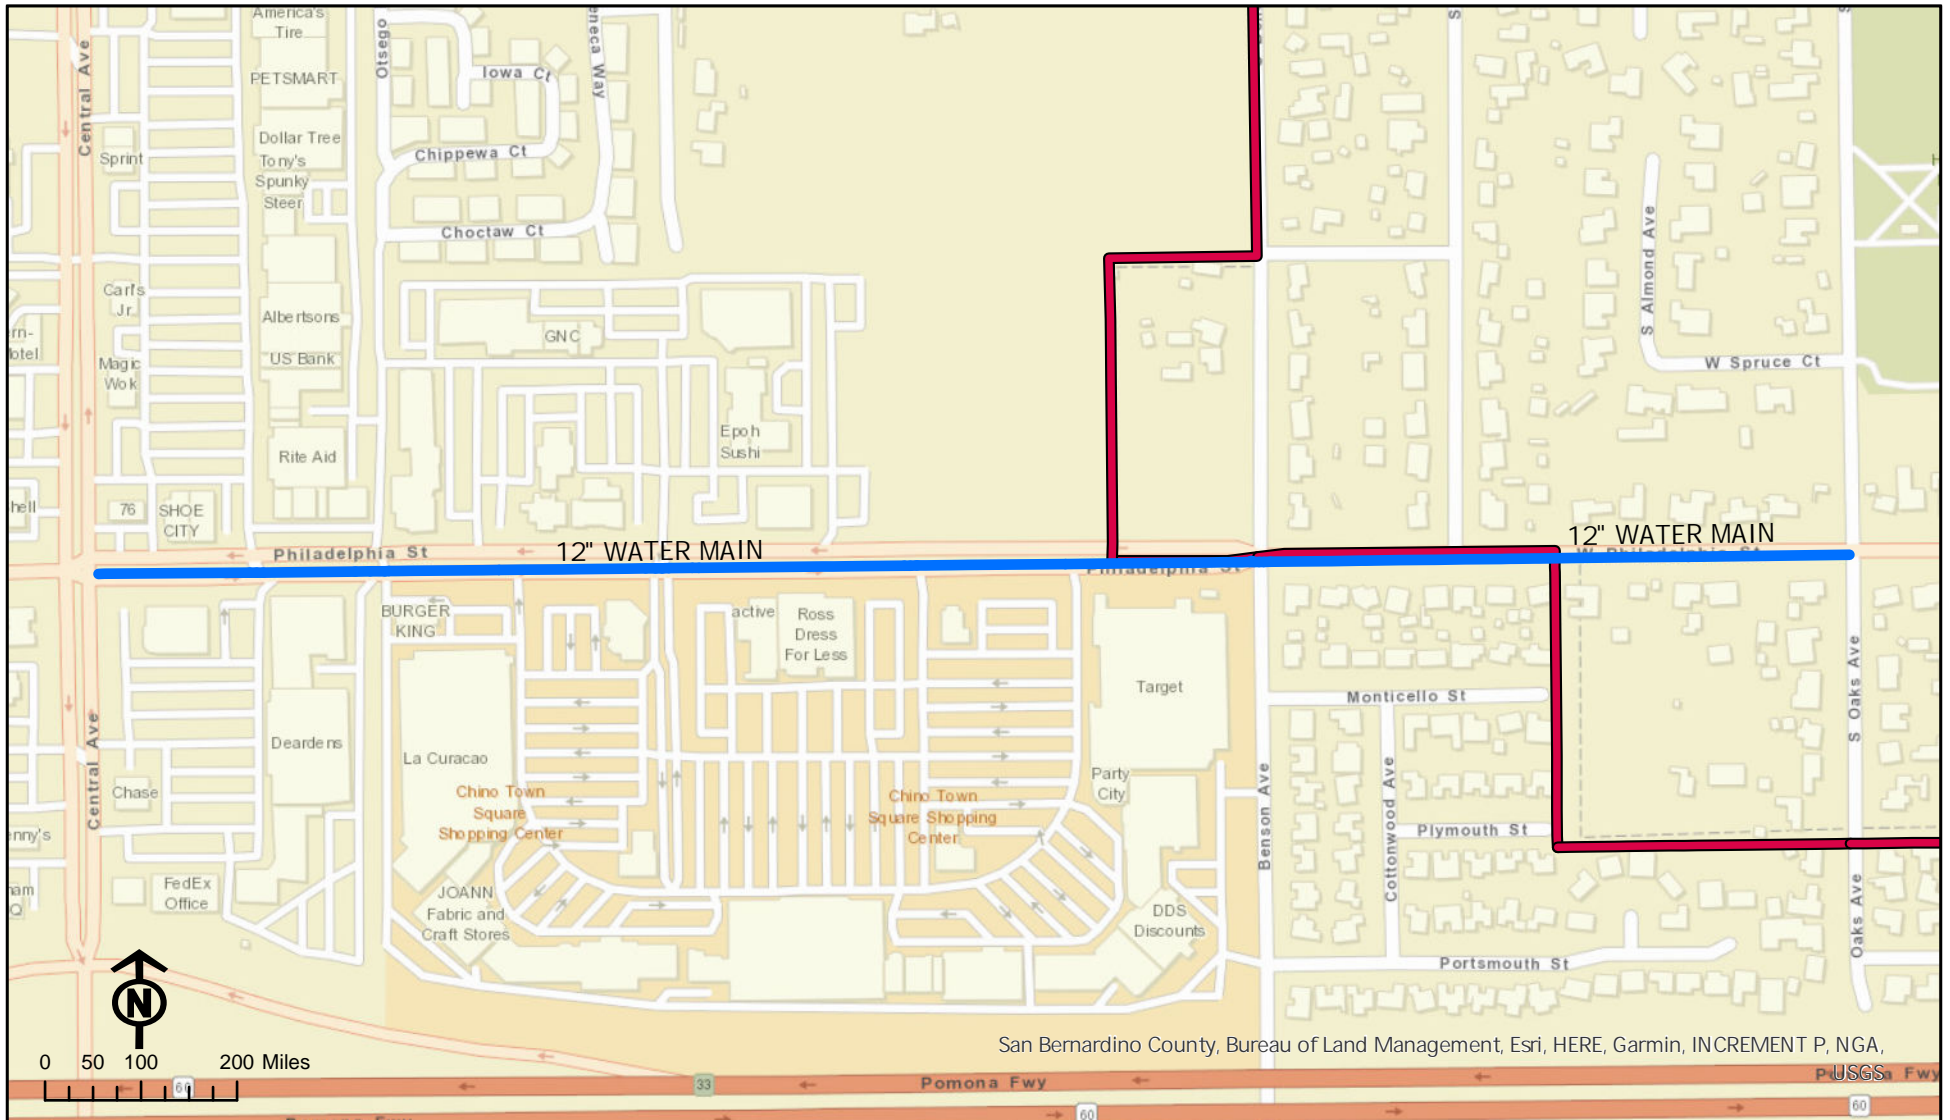 America's
Tire
Otsego
Central Ave
PETSMART
Iowa Ct
Dollar Tree
Sprint
Tony's
Spunky
Steer
Chippewa Ct
Choctaw Ct
Carl's
Jr
Albertsons
GNC
US Bank
Magic
Wok
S Almond Ave
W Spruce Ct
Epoh
Sushi
Rite Aid
76
SHOE
CITY
Philadelphia St
12" WATER MAIN
12" WATER MAIN
W Philadelphia St
Philadelphia St
BURGER
KING
active
Ross
Dress
For Less
Target
Monticello St
S Oaks Ave
Deardens
La Curacao
Central Ave
Chase
Chino Town
Square
Shopping Center
Chino Town
Square Shopping
Center
Party
City
Benson Ave
Cottonwood Ave
Plymouth St
FedEx
Office
JOANN
Fabric and
Craft Stores
DDS
Discounts
Oaks Ave
Portsmouth St
N
0 50 100 200 Miles
San Bernardino County, Bureau of Land Management, Esri, HERE, Garmin, INCREMENT P, NGA,
USGS
60
33
Pomona Fwy
60
60